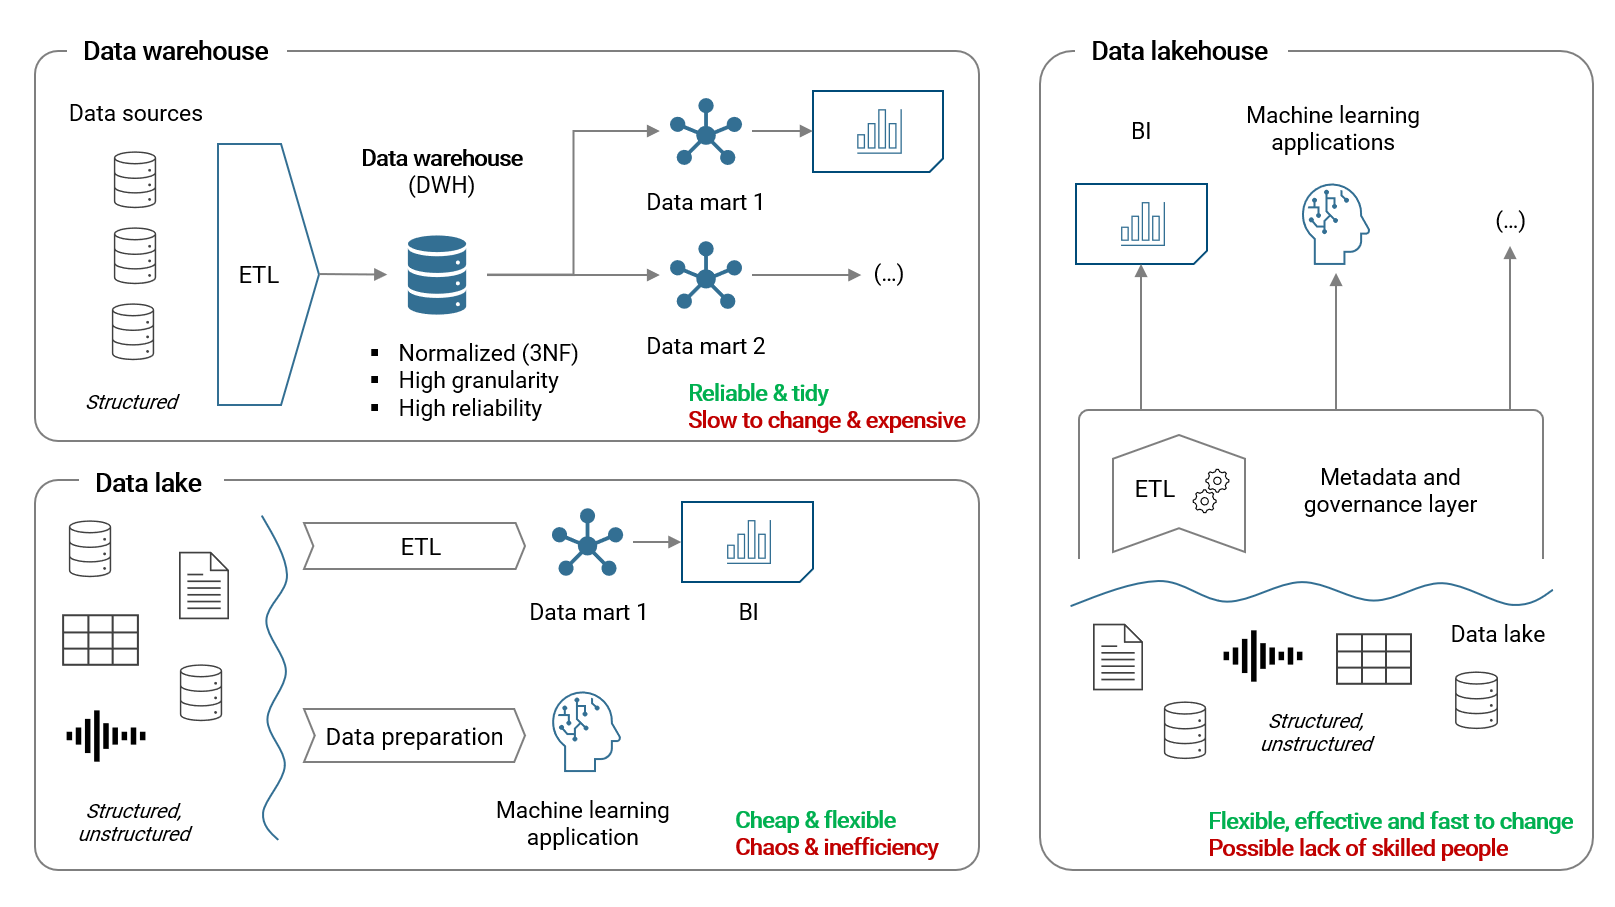 Data warehouse
Data sources
Structured
ETL
Data warehouse
(DWH)
▪ Normalized (3NF)
▪ High granularity
▪ High reliability
Data mart 1
Data mart 2
(...)
Reliable & tidy
Slow to change & expensive
Data lake
Structured,
unstructured
ETL
Data mart 1
BI
Data preparation
Machine learning
application
Cheap & flexible
Chaos & inefficiency
Data lakehouse
BI
Machine learning
applications
(...)
ETL
Metadata and
governance layer
Data lake
Structured,
unstructured
Flexible, effective and fast to change
Possible lack of skilled people